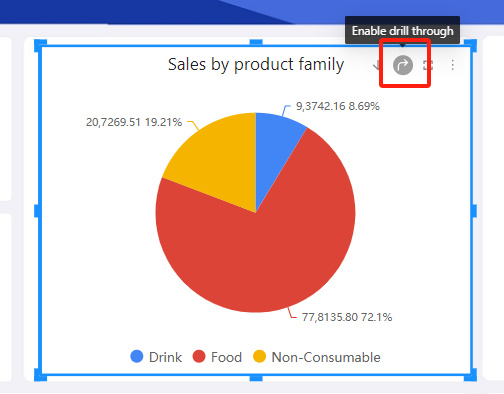 Enable drill through
Sales by product family
9,3742.16 8.69%
20,7269.51 19.21%
77,8135.80 72.1%
Drink Food Non-Consumable